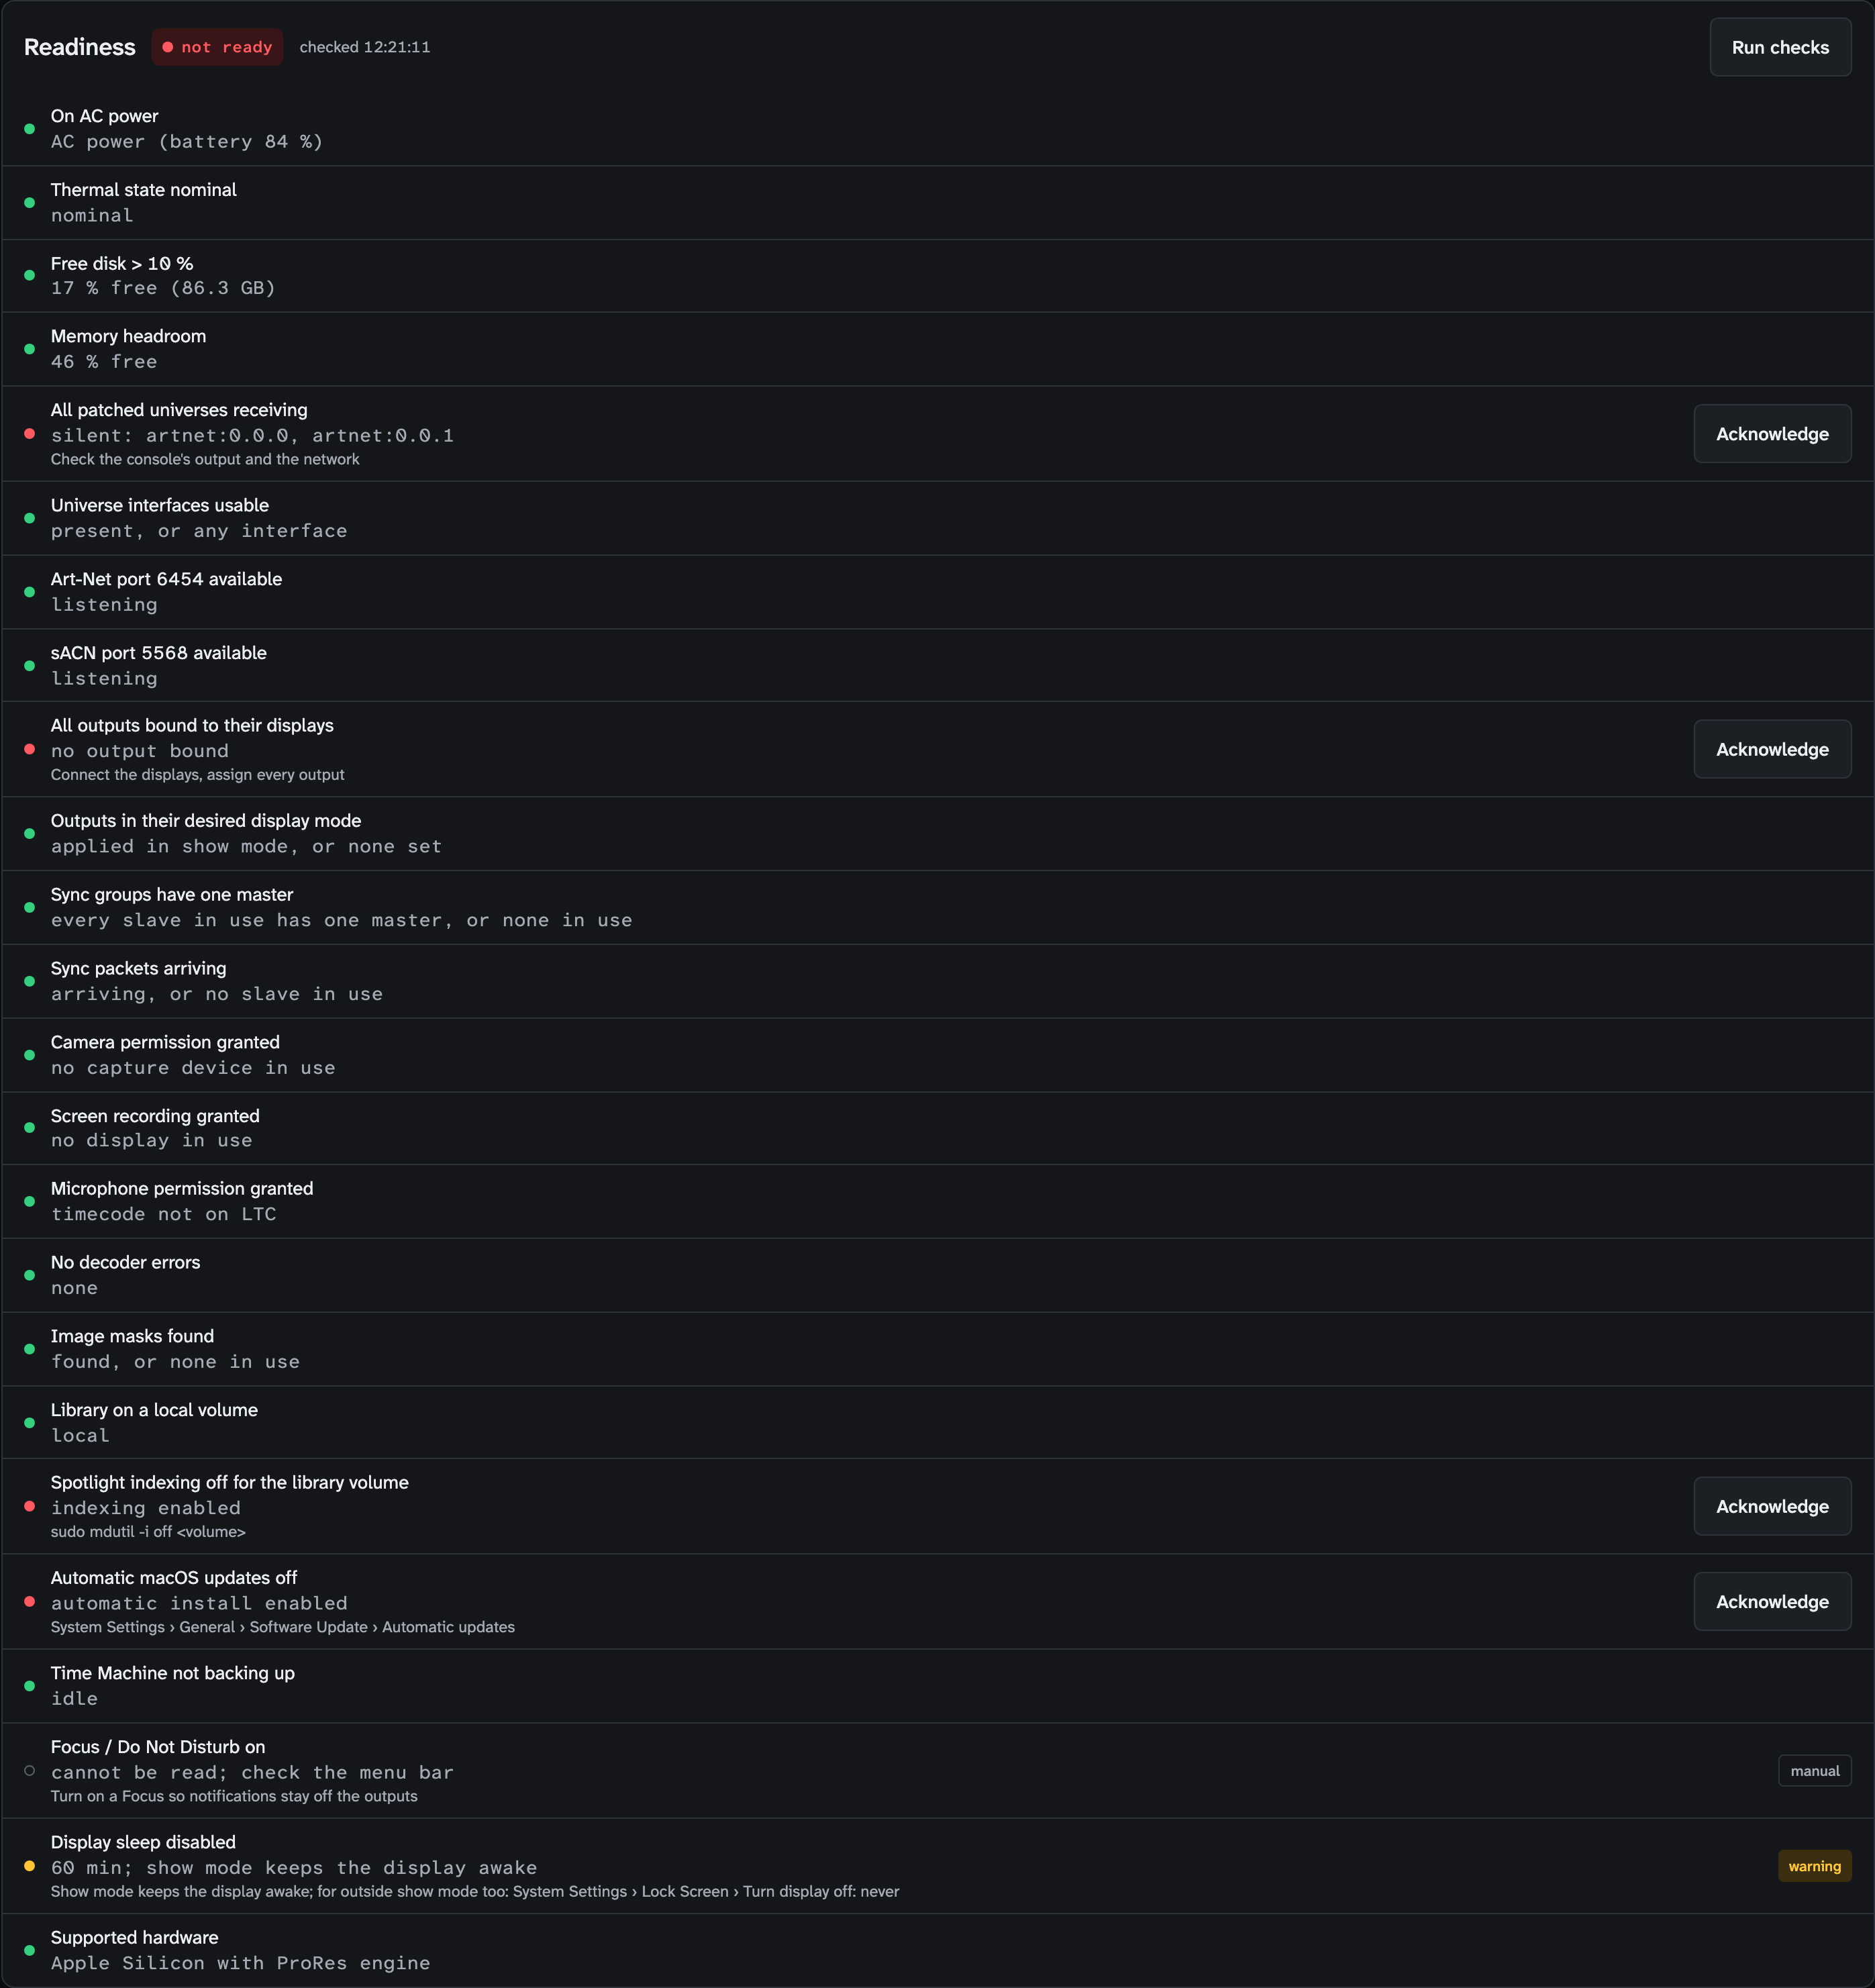 Readiness
not ready
checked 12:21:11
Run checks
On AC power
AC power (battery 84 %)
Thermal state nominal
nominal
Free disk > 10 %
17 % free (86.3 GB)
Memory headroom
46 % free
All patched universes receiving
silent: artnet:0.0.0, artnet:0.0.1
Check the console's output and the network
Acknowledge
Universe interfaces usable
present, or any interface
Art-Net port 6454 available
listening
sACN port 5568 available
listening
All outputs bound to their displays
no output bound
Connect the displays, assign every output
Acknowledge
Outputs in their desired display mode
applied in show mode, or none set
Sync groups have one master
every slave in use has one master, or none in use
Sync packets arriving
arriving, or no slave in use
Camera permission granted
no capture device in use
Screen recording granted
no display in use
Microphone permission granted
timecode not on LTC
No decoder errors
none
Image masks found
found, or none in use
Library on a local volume
local
Spotlight indexing off for the library volume
indexing enabled
sudo mdutil -i off <volume>
Acknowledge
Automatic macOS updates off
automatic install enabled
System Settings › General › Software Update › Automatic updates
Acknowledge
Time Machine not backing up
idle
Focus / Do Not Disturb on
cannot be read; check the menu bar
Turn on a Focus so notifications stay off the outputs
manual
Display sleep disabled
60 min; show mode keeps the display awake
Show mode keeps the display awake; for outside show mode too: System Settings › Lock Screen › Turn display off: never
warning
Supported hardware
Apple Silicon with ProRes engine